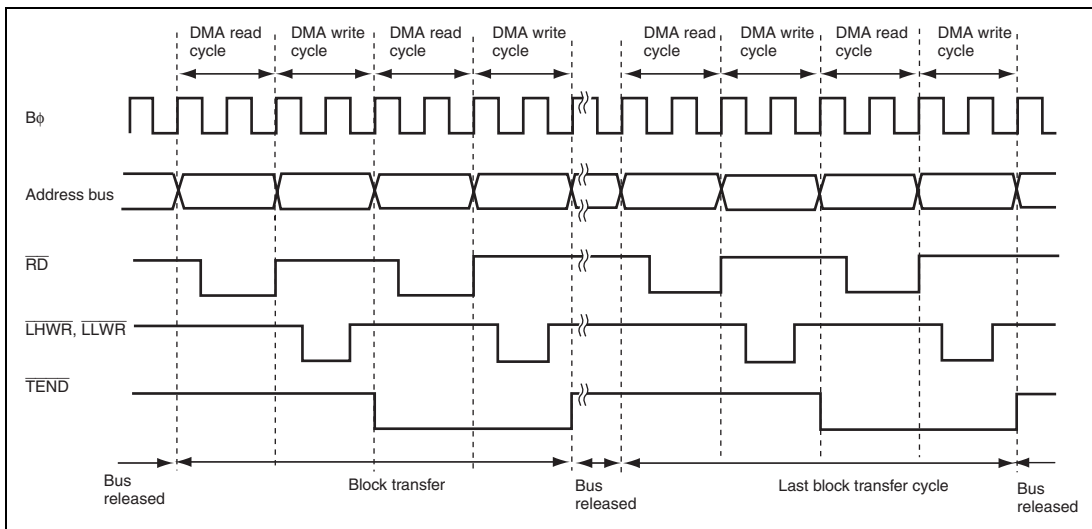 DMA read cycle
DMA write cycle
DMA read cycle
DMA write cycle
DMA read cycle
DMA write cycle
DMA read cycle
DMA write cycle
Bϕ
Address bus
RD
LHWR, LLWR
TEND
Bus released
Block transfer
Bus released
Last block transfer cycle
Bus released